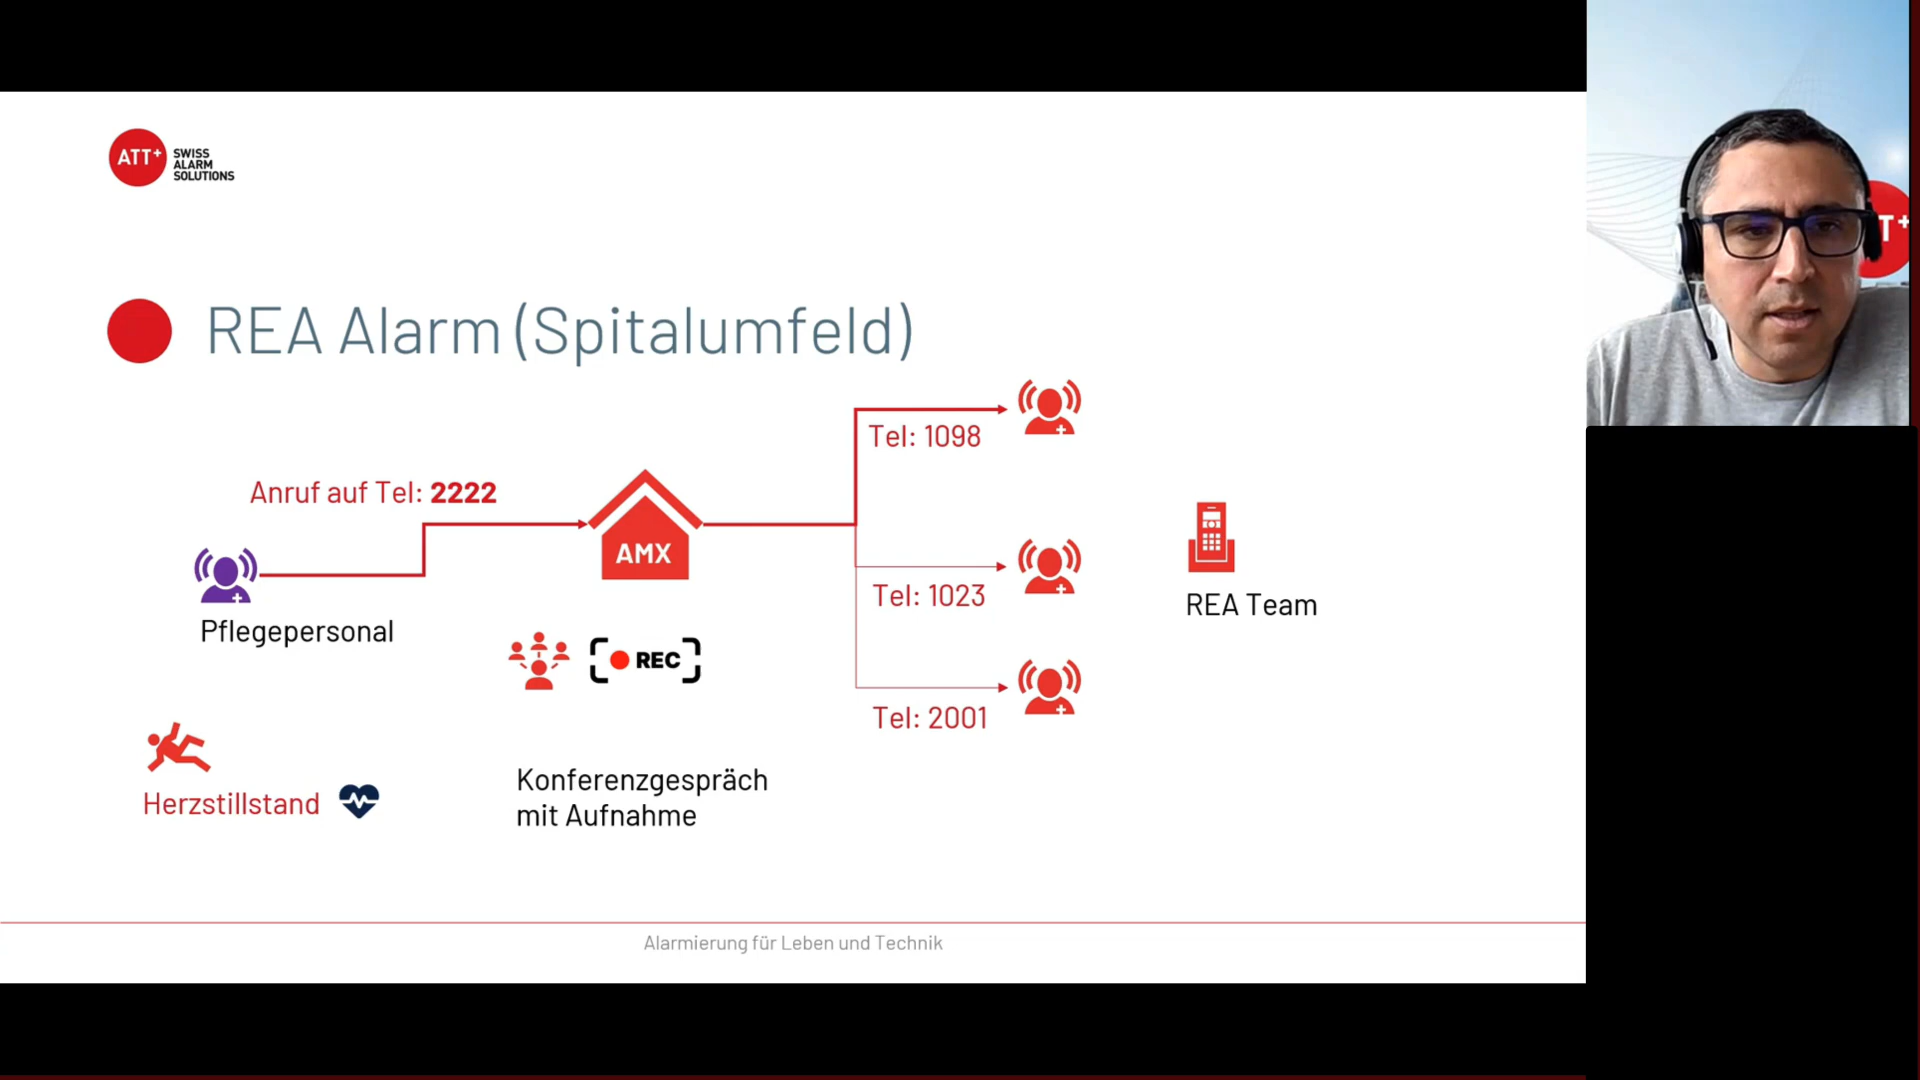 ATT+
SWISS
ALARM
SOLUTIONS
REA Alarm (Spitalumfeld)
Tel: 1098
Anruf auf Tel: 2222
AMX
Tel: 1023
REA Team
Pflegepersonal
REC
Tel: 2001
Herzstillstand
Konferenzgespräch
mit Aufnahme
Alarmierung für Leben und Technik
T+